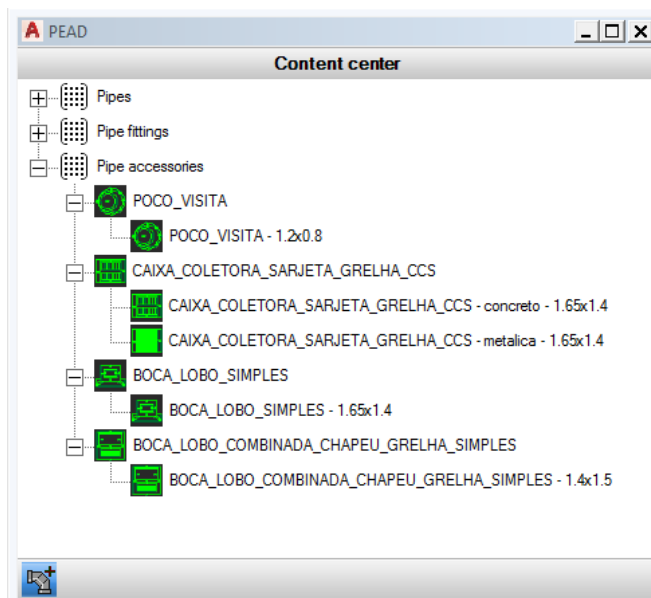 PEAD
Content center
Pipes
Pipe fittings
Pipe accessories
POCO_VISITA
POCO_VISITA - 1.2x0.8
CAIXA_COLETORA_SARJETA_GRELHA_CCS
CAIXA_COLETORA_SARJETA_GRELHA_CCS - concreto - 1.65x1.4
CAIXA_COLETORA_SARJETA_GRELHA_CCS - metalica - 1.65x1.4
BOCA_LOBO_SIMPLES
BOCA_LOBO_SIMPLES - 1.65x1.4
BOCA_LOBO_COMBINADA_CHAPEU_GRELHA_SIMPLES
BOCA_LOBO_COMBINADA_CHAPEU_GRELHA_SIMPLES - 1.4x1.5